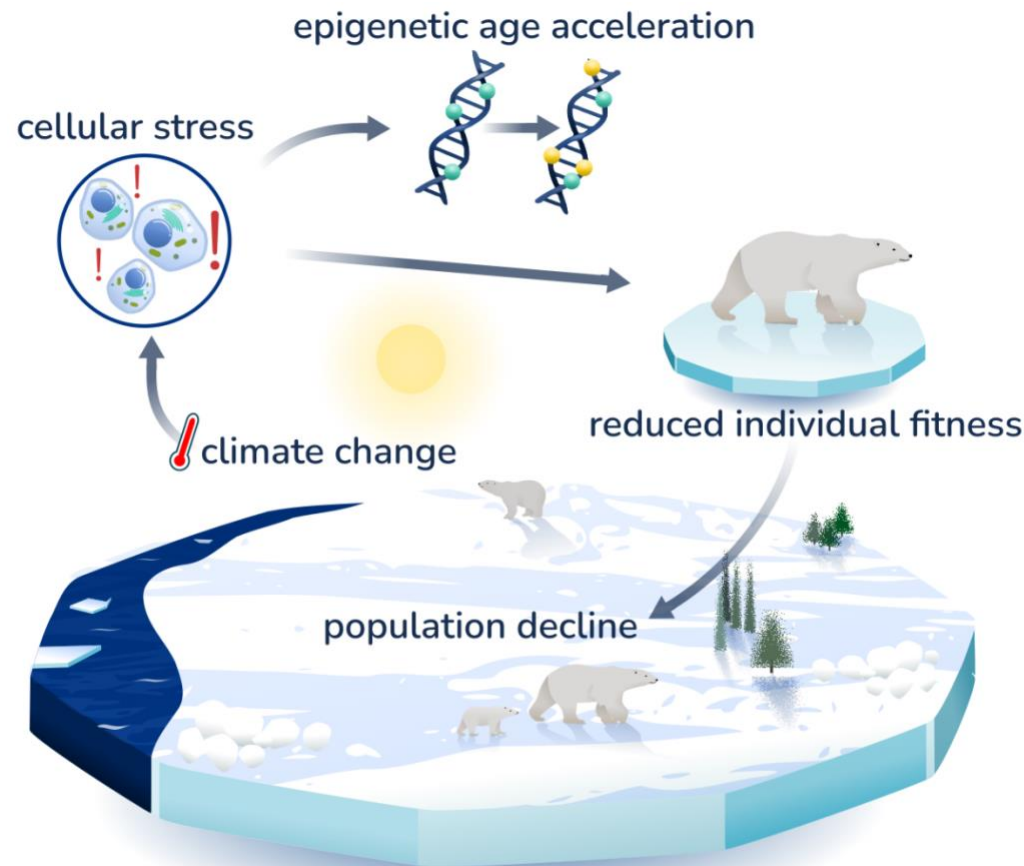 epigenetic age acceleration
cellular stress
reduced individual fitness
climate change
population decline